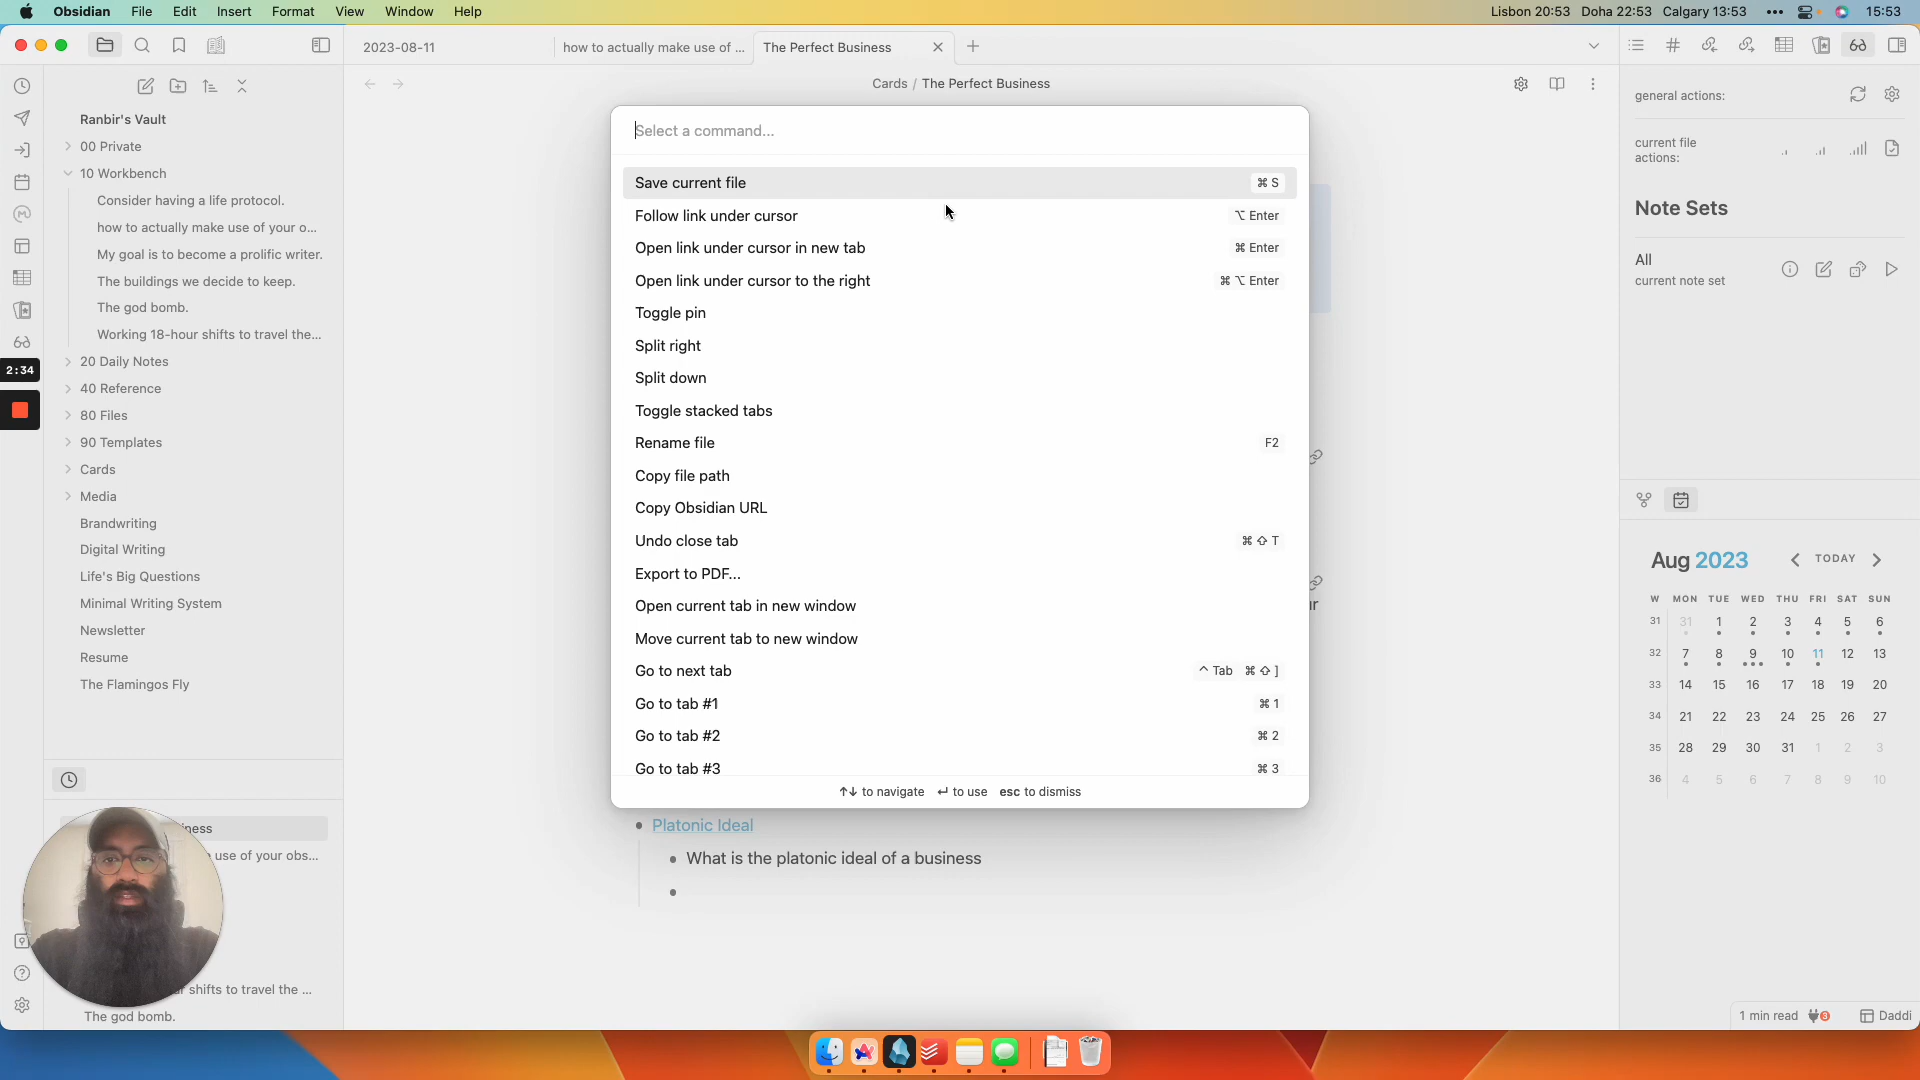 Obsidian File Edit Insert Format View Window Help
Lisbon 20:53 Doha 22:53 Calgary 13:53 15:53
2023-08-11
how to actually make use of ...
The Perfect Business
Cards / The Perfect Business
Ranbir's Vault
00 Private
10 Workbench
Consider having a life protocol.
how to actually make use of your o...
My goal is to become a prolific writer.
The buildings we decide to keep.
The god bomb.
Working 18-hour shifts to travel the...
20 Daily Notes
40 Reference
80 Files
90 Templates
Cards
Media
Brandwriting
Digital Writing
Life's Big Questions
Minimal Writing System
Newsletter
Resume
The Flamingos Fly
2:34
iness
use of your obs...
shifts to travel the ...
The god bomb.
Select a command...
Save current file ⌘ S
Follow link under cursor ⌥ Enter
Open link under cursor in new tab ⌘ Enter
Open link under cursor to the right ⌘ ⌥ Enter
Toggle pin
Split right
Split down
Toggle stacked tabs
Rename file F2
Copy file path
Copy Obsidian URL
Undo close tab ⌘ ⇧ T
Export to PDF...
Open current tab in new window
Move current tab to new window
Go to next tab ^ Tab ⌘ ⇧ ]
Go to tab #1 ⌘ 1
Go to tab #2 ⌘ 2
Go to tab #3 ⌘ 3
↑↓ to navigate ↵ to use esc to dismiss
Platonic Ideal
What is the platonic ideal of a business
general actions:
current file
actions:
Note Sets
All
current note set
Aug 2023 TODAY
W MON TUE WED THU FRI SAT SUN
31 31 1 2 3 4 5 6
32 7 8 9 10 11 12 13
33 14 15 16 17 18 19 20
34 21 22 23 24 25 26 27
35 28 29 30 31 1 2 3
36 4 5 6 7 8 9 10
1 min read 3 Daddi